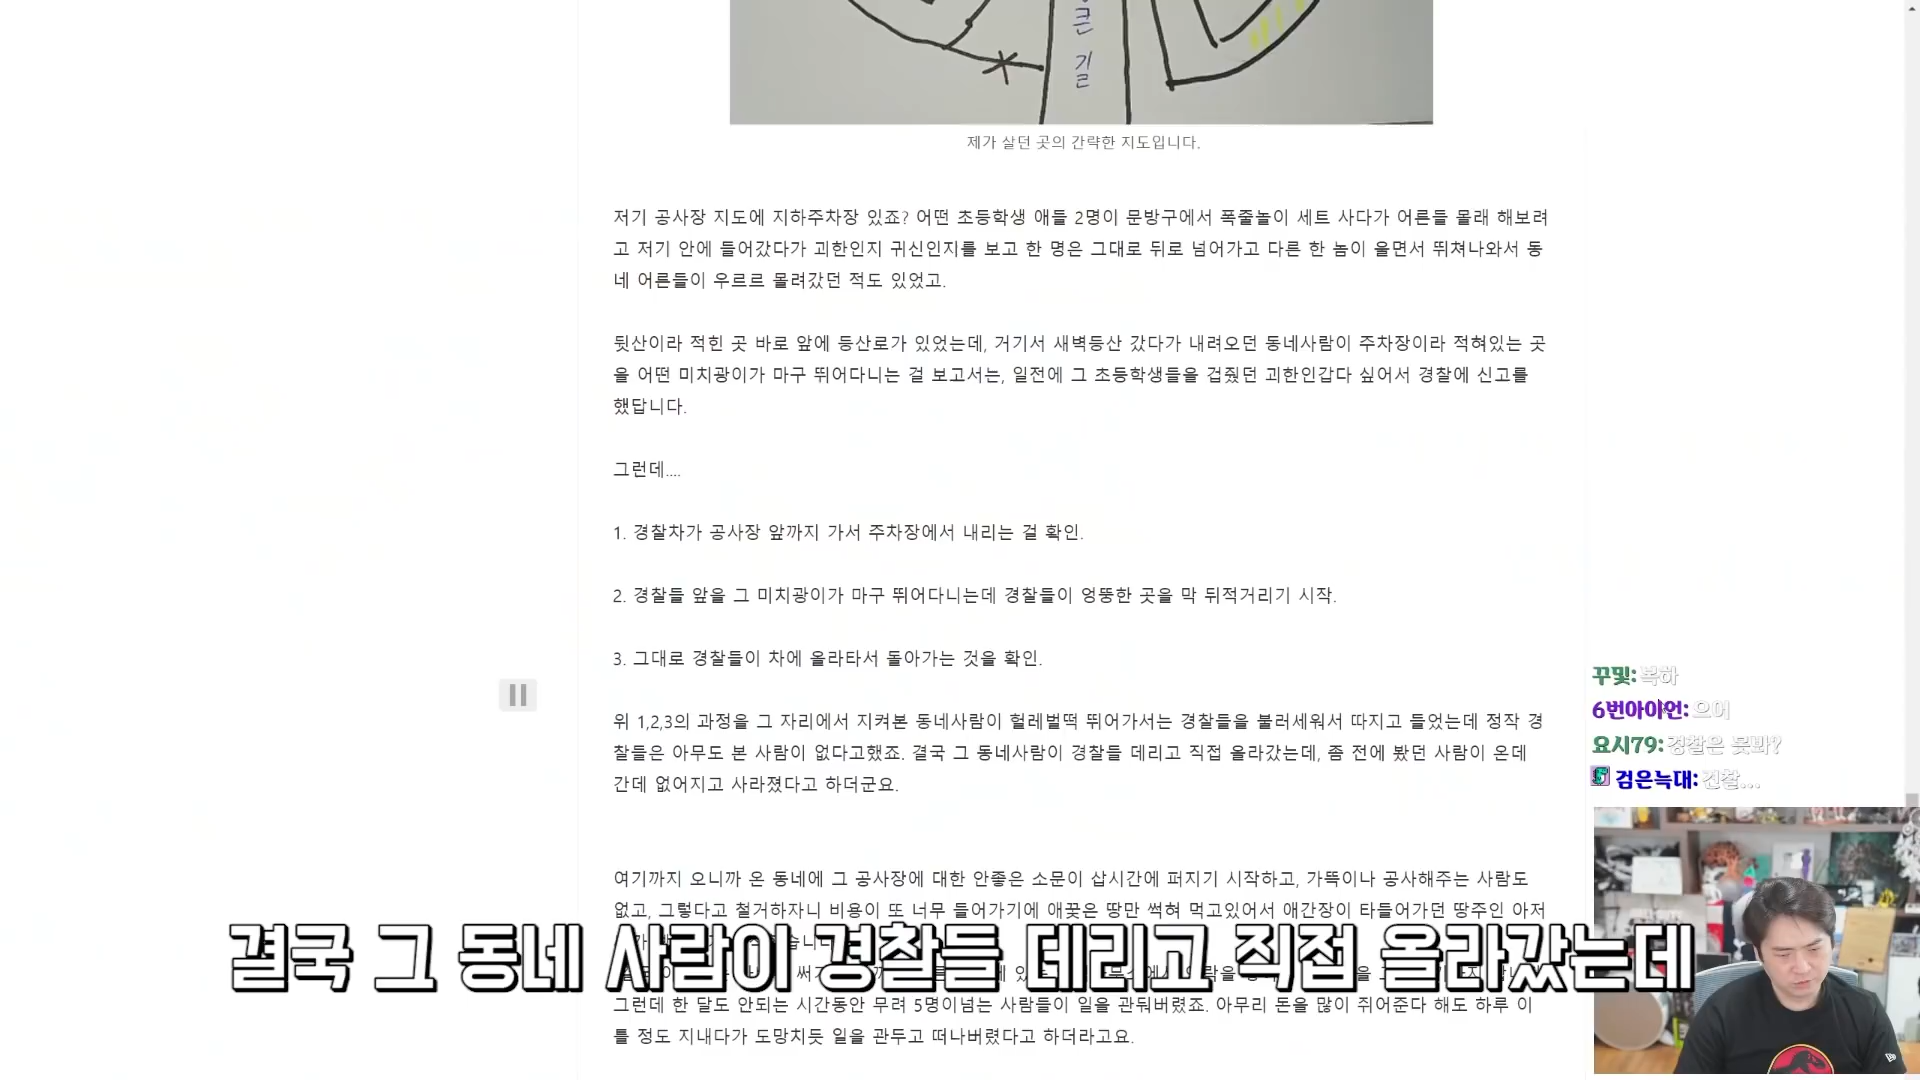 큰 길
제가 살던 곳의 간략한 지도입니다.
저기 공사장 지도에 지하주차장 있죠? 어떤 초등학생 애들 2명이 문방구에서 폭줄놀이 세트 사다가 어른들 몰래 해보려
고 저기 안에 들어갔다가 괴한인지 귀신인지를 보고 한 명은 그대로 뒤로 넘어가고 다른 한 놈이 울면서 뛰쳐나와서 동
네 어른들이 우르르 몰려갔던 적도 있었고.
뒷산이라 적힌 곳 바로 앞에 등산로가 있었는데, 거기서 새벽등산 갔다가 내려오던 동네사람이 주차장이라 적혀있는 곳
을 어떤 미치광이가 마구 뛰어다니는 걸 보고서는, 일전에 그 초등학생들을 겁줬던 괴한인갑다 싶어서 경찰에 신고를
했답니다.
그런데....
1. 경찰차가 공사장 앞까지 가서 주차장에서 내리는 걸 확인.
2. 경찰들 앞을 그 미치광이가 마구 뛰어다니는데 경찰들이 엉뚱한 곳을 막 뒤적거리기 시작.
3. 그대로 경찰들이 차에 올라타서 돌아가는 것을 확인.
위 1,2,3의 과정을 그 자리에서 지켜본 동네사람이 헐레벌떡 뛰어가서는 경찰들을 불러세워서 따지고 들었는데 정작 경
찰들은 아무도 본 사람이 없다고했죠. 결국 그 동네사람이 경찰들 데리고 직접 올라갔는데, 좀 전에 봤던 사람이 온데
간데 없어지고 사라졌다고 하더군요.
여기까지 오니까 온 동네에 그 공사장에 대한 안좋은 소문이 삽시간에 퍼지기 시작하고, 가뜩이나 공사해주는 사람도
없고, 그렇다고 철거하자니 비용이 또 너무 들어가기에 애꿎은 땅만 썩혀 먹고있어서 애간장이 타들어가던 땅주인 아저
결국 그 동네 사람이 경찰들 데리고 직접 올라갔는데
그런데 한 달도 안되는 시간동안 무려 5명이넘는 사람들이 일을 관둬버렸죠. 아무리 돈을 많이 쥐어준다 해도 하루 이
틀 정도 지내다가 도망치듯 일을 관두고 떠나버렸다고 하더라고요.
꾸및: 복하
6번아이언: 으어
요시79: 경찰은 못봐?
검은늑대: 견찰...